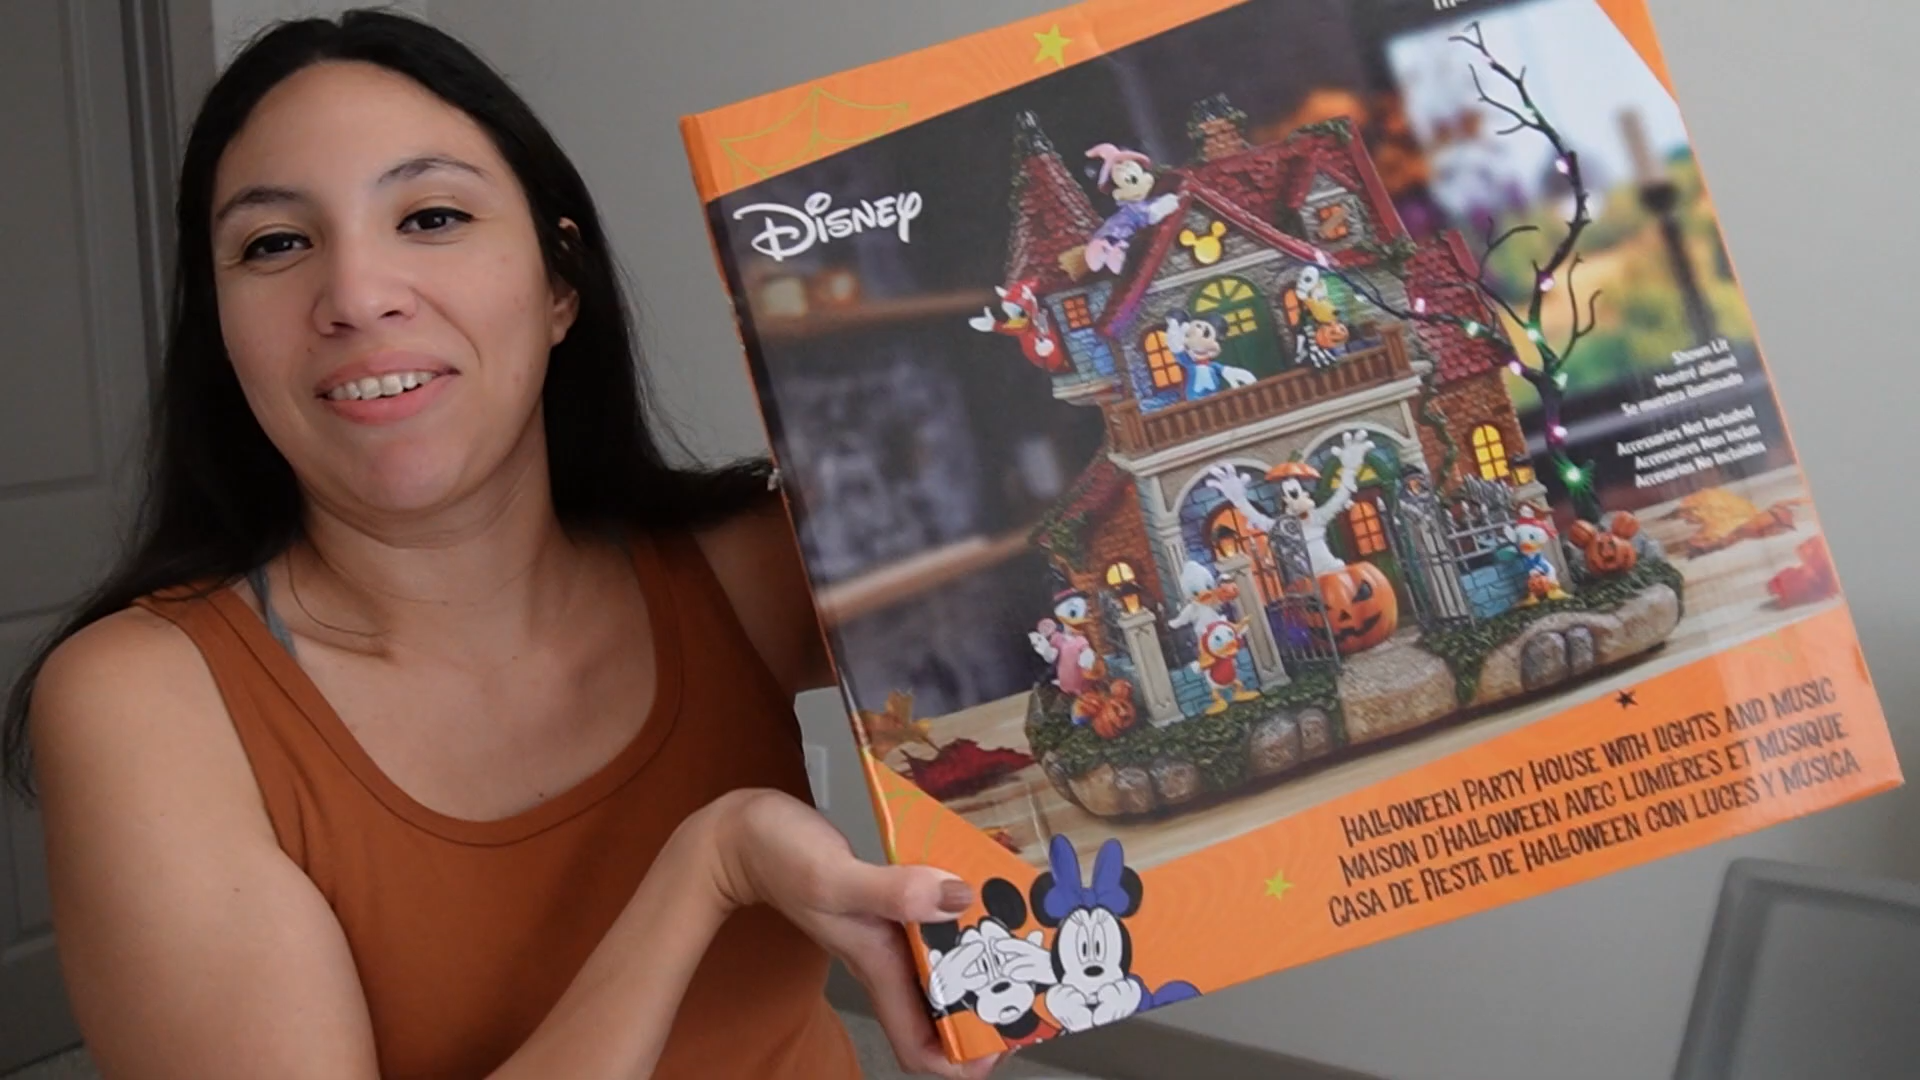 Disney
Shown Lit
Montré allumé
Se muestra iluminado
Accessories Not Included
Accessoires Non Inclus
Accesorios No Incluidos
HALLOWEEN PARTY HOUSE WITH LIGHTS AND MUSIC
MAISON D'HALLOWEEN AVEC LUMIÈRES ET MUSIQUE
CASA DE FIESTA DE HALLOWEEN CON LUCES Y MÚSICA